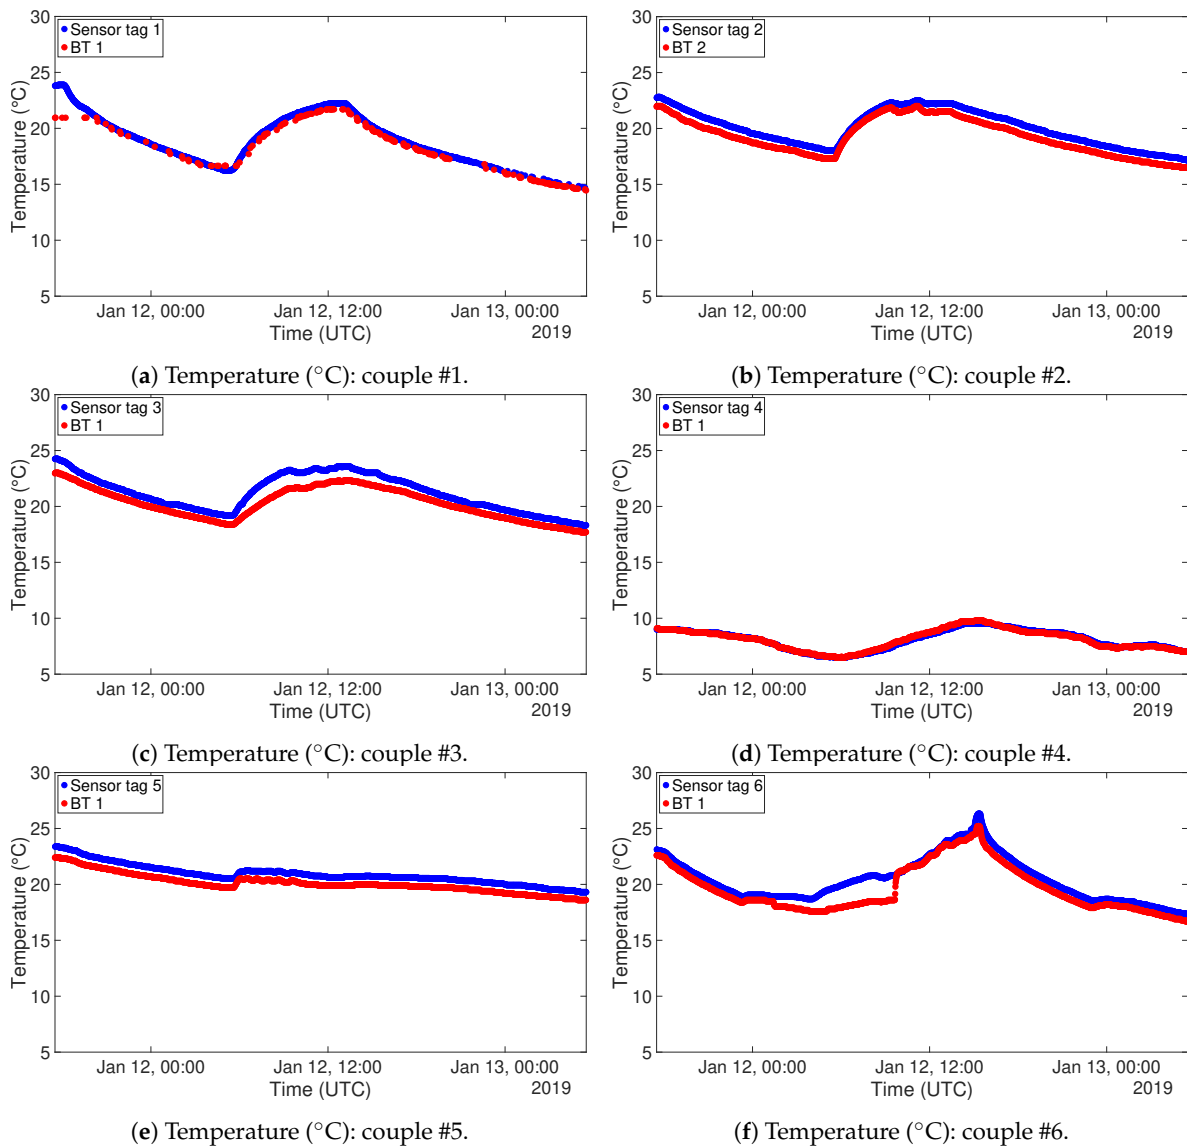 30
25
20
15
10
5
Temperature (°C)
Sensor tag 1
BT 1
Jan 12, 00:00
Jan 12, 12:00
Jan 13, 00:00
Time (UTC)
2019
(a) Temperature (°C): couple #1.
30
25
20
15
10
5
Temperature (°C)
Sensor tag 2
BT 2
Jan 12, 00:00
Jan 12, 12:00
Jan 13, 00:00
Time (UTC)
2019
(b) Temperature (°C): couple #2.
30
25
20
15
10
5
Temperature (°C)
Sensor tag 3
BT 1
Jan 12, 00:00
Jan 12, 12:00
Jan 13, 00:00
Time (UTC)
2019
(c) Temperature (°C): couple #3.
30
25
20
15
10
5
Temperature (°C)
Sensor tag 4
BT 1
Jan 12, 00:00
Jan 12, 12:00
Jan 13, 00:00
Time (UTC)
2019
(d) Temperature (°C): couple #4.
30
25
20
15
10
5
Temperature (°C)
Sensor tag 5
BT 1
Jan 12, 00:00
Jan 12, 12:00
Jan 13, 00:00
Time (UTC)
2019
(e) Temperature (°C): couple #5.
30
25
20
15
10
5
Temperature (°C)
Sensor tag 6
BT 1
Jan 12, 00:00
Jan 12, 12:00
Jan 13, 00:00
Time (UTC)
2019
(f) Temperature (°C): couple #6.